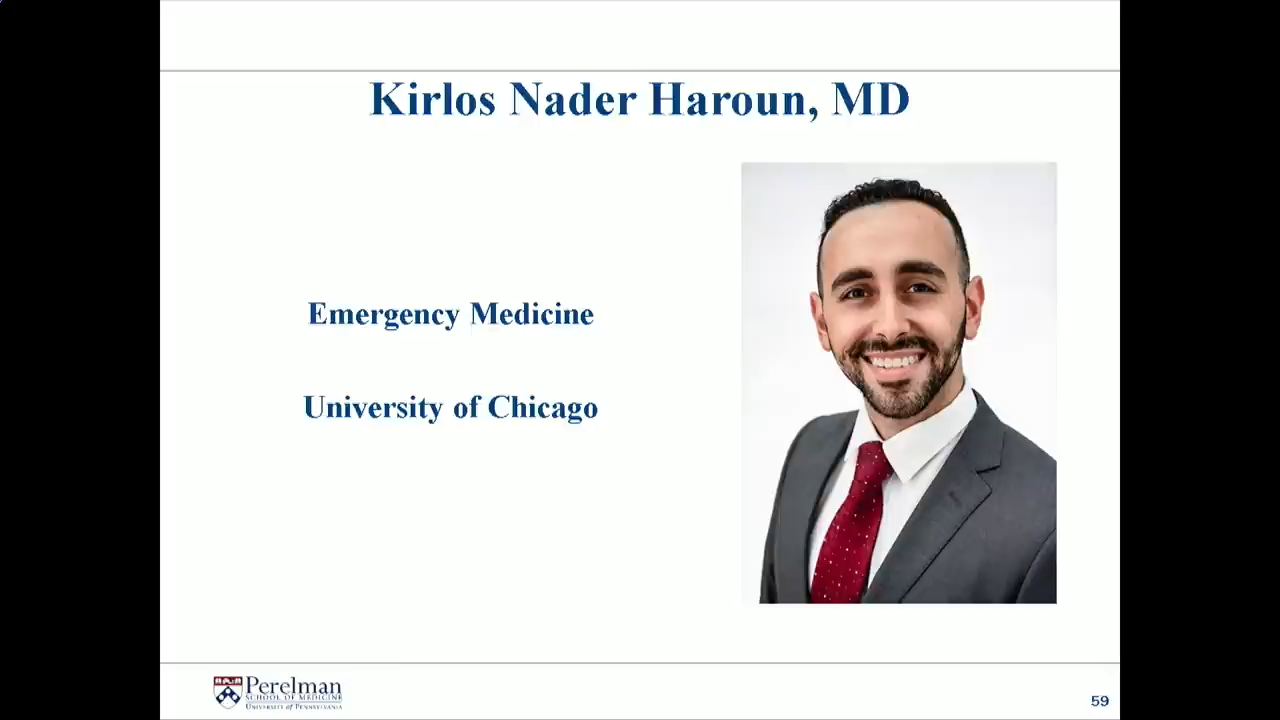 Kirlos Nader Haroun, MD
Emergency Medicine
University of Chicago
Perelman
SCHOOL OF MEDICINE
UNIVERSITY of PENNSYLVANIA
59